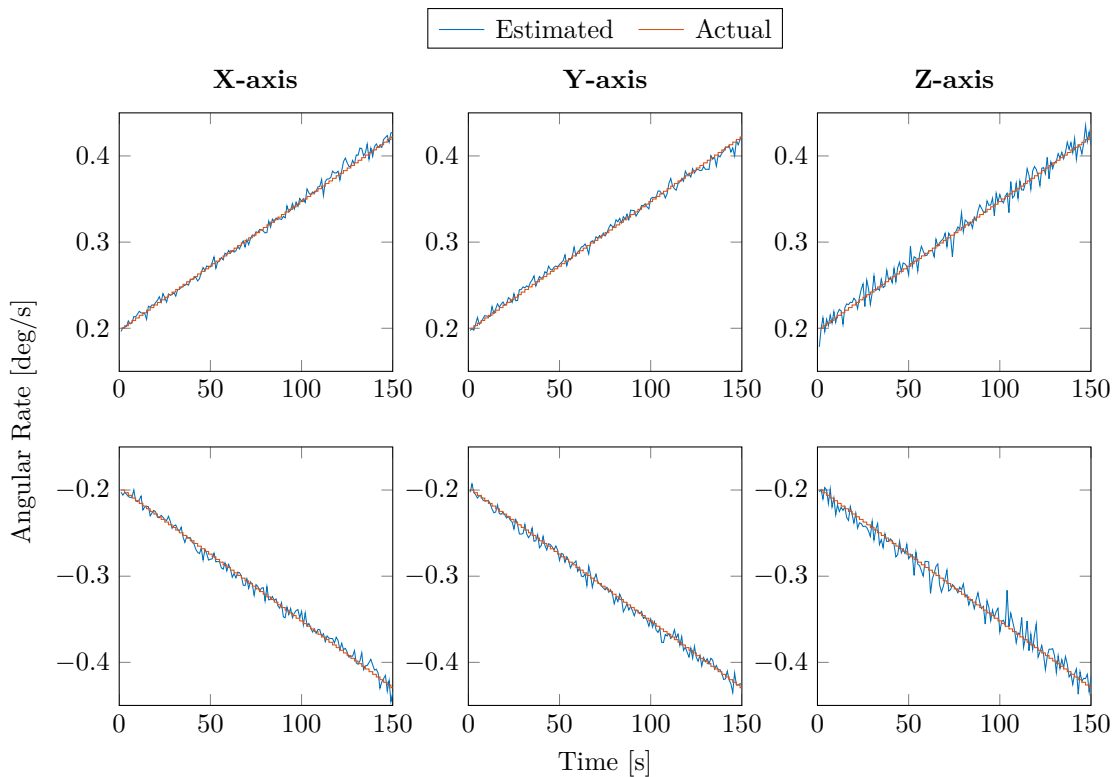 Estimated Actual
X-axis Y-axis Z-axis
0.4 0.4 0.4
0.3 0.3 0.3
0.2 0.2 0.2
0 50 100 150 0 50 100 150 0 50 100 150
Angular Rate [deg/s]
−0.2 −0.2 −0.2
−0.3 −0.3 −0.3
−0.4 −0.4 −0.4
0 50 100 150 0 50 100 150 0 50 100 150
Time [s]